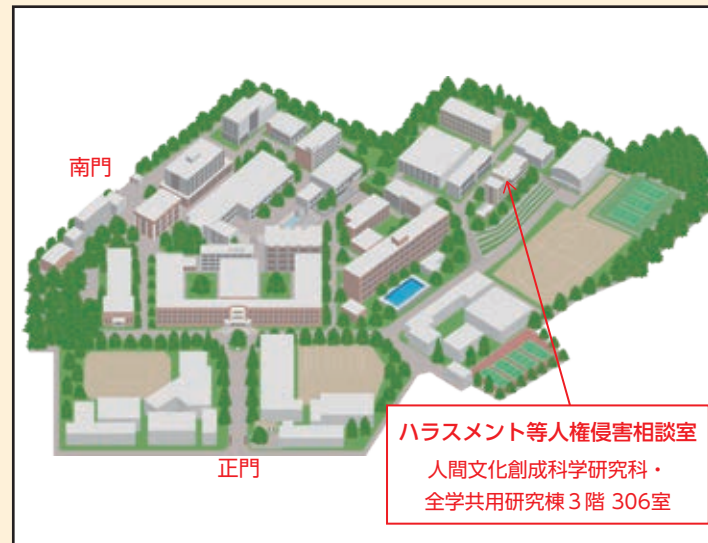 南門
正門
ハラスメント等人権侵害相談室
人間文化創成科学研究科・
全学共用研究棟3階 306室